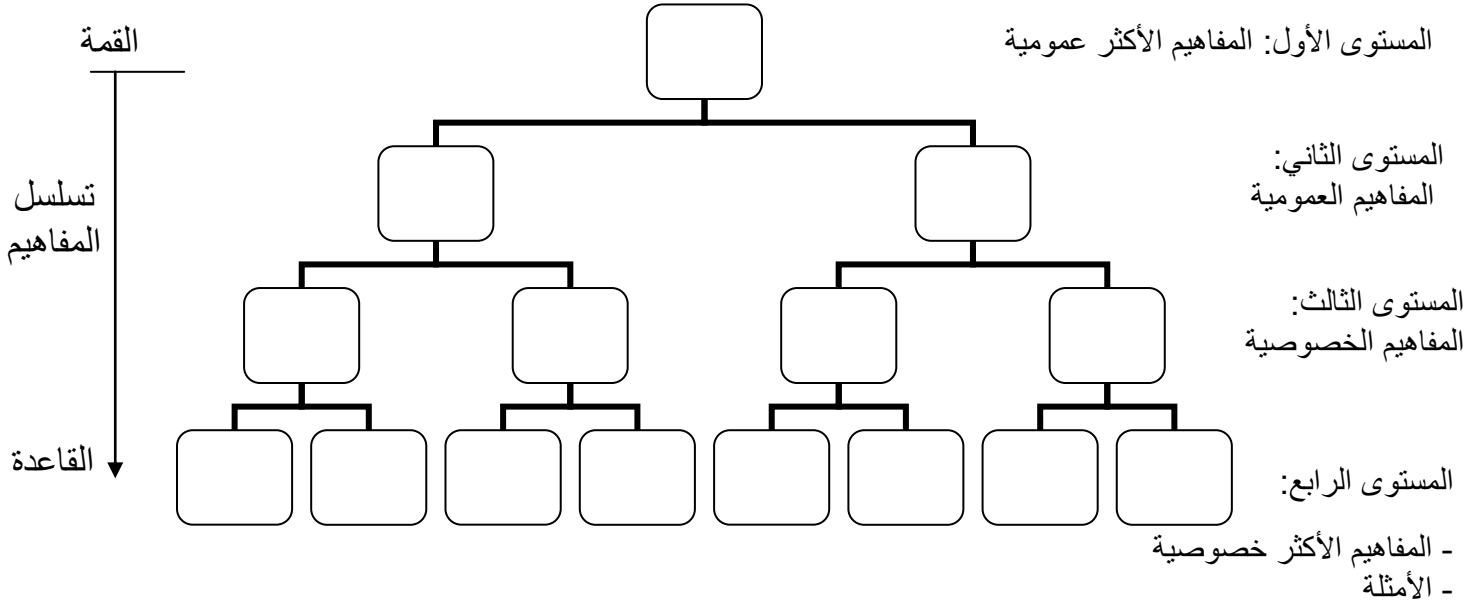 المستوى الأول: المفاهيم الأكثر عمومية
القمة
المستوى الثاني:
المفاهيم العمومية
تسلسل
المفاهيم
المستوى الثالث:
المفاهيم الخصوصية
القاعدة
المستوى الرابع:
- المفاهيم الأكثر خصوصية
- الأمثلة